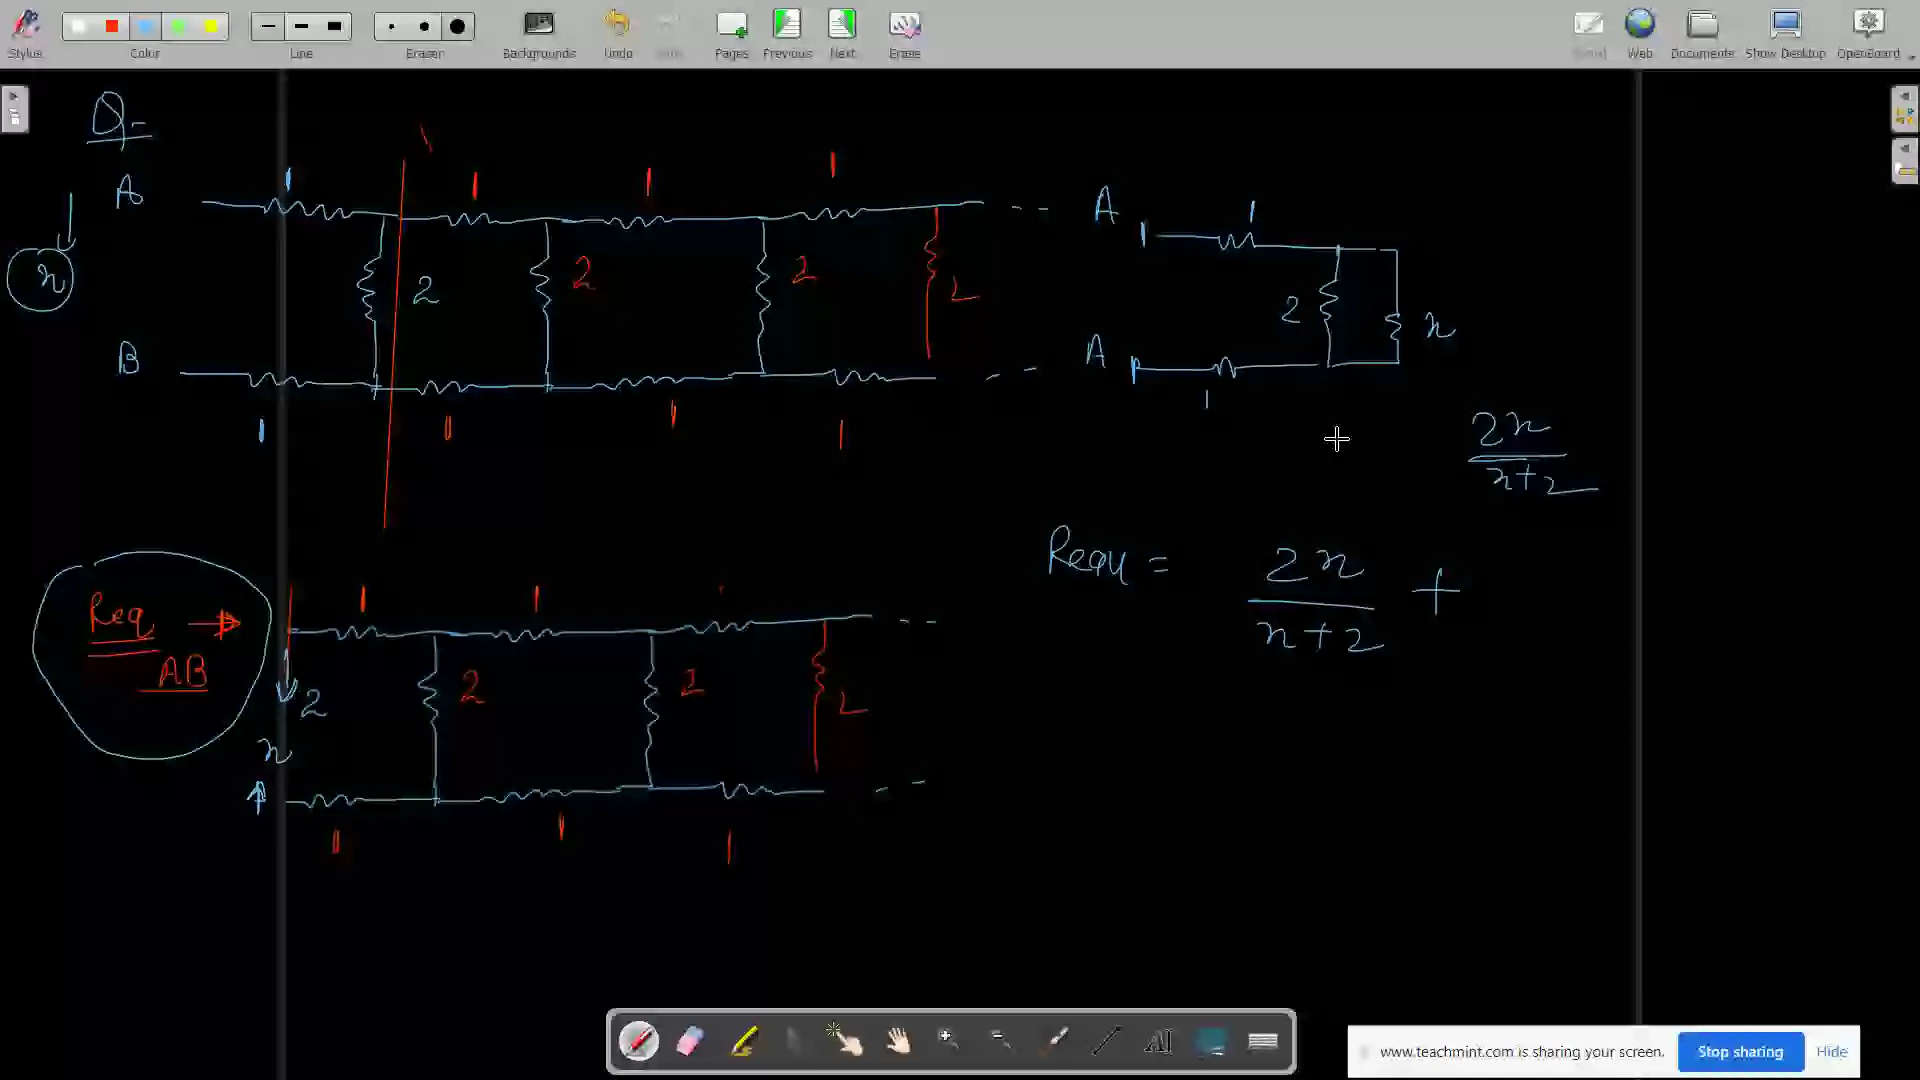 Stylus Color Line Eraser Backgrounds Undo Pages Previous Next Erase Web Documents Show Desktop OpenBoard
Q-
1 1 1 1
A
2 2 2 2
x
B
1 1 1 1
A 1
2 x
A
1
2x
x+2
Requ = 2x
x+2 +
Req
AB
1 1
2 2 2 2
x
1 1 1
www.teachmint.com is sharing your screen. Stop sharing Hide